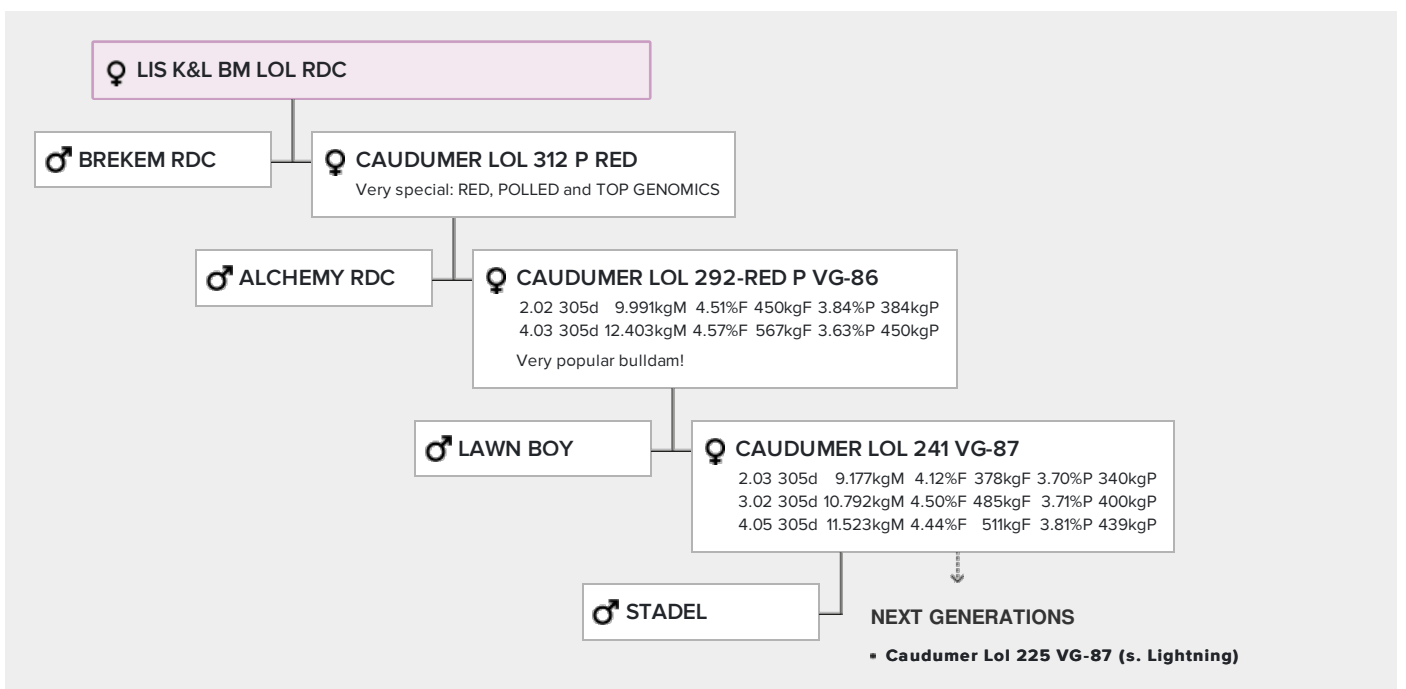 LIS K&L BM LOL RDC
BREKEM RDC
CAUDUMER LOL 312 P RED
Very special: RED, POLLED and TOP GENOMICS
ALCHEMY RDC
CAUDUMER LOL 292-RED P VG-86
2.02 305d 9.991kgM 4.51%F 450kgF 3.84%P 384kgP
4.03 305d 12.403kgM 4.57%F 567kgF 3.63%P 450kgP
Very popular bulldam!
LAWN BOY
CAUDUMER LOL 241 VG-87
2.03 305d 9.177kgM 4.12%F 378kgF 3.70%P 340kgP
3.02 305d 10.792kgM 4.50%F 485kgF 3.71%P 400kgP
4.05 305d 11.523kgM 4.44%F 511kgF 3.81%P 439kgP
STADEL
NEXT GENERATIONS
▪ Caudumer Lol 225 VG-87 (s. Lightning)